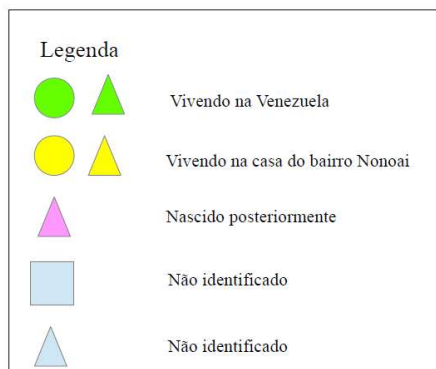 Legenda
Vivendo na Venezuela
Vivendo na casa do bairro Nonoai
Nascido posteriormente
Não identificado
Não identificado